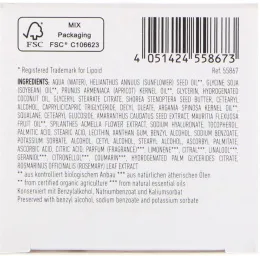 MIX
Packaging
FSC
FSC® C106623
4 051424 558673
* Registered Trademark for Lipoid
Ref. 55867
INGREDIENTS: AQUA (WATER), HELIANTHUS ANNUUS (SUNFLOWER) SEED OIL**, GLYCINE SOJA
(SOYBEAN) OIL**, PRUNUS ARMENIACA (APRICOT) KERNEL OIL**, GLYCERIN, HYDROGENATED
COCONUT OIL, GLYCERYL STEARATE CITRATE, SHOREA STENOPTERA SEED BUTTER, CETEARYL
ALCOHOL, CAPRYLIC/CAPRIC TRIGLYCERIDE, DECYL OLEATE, ARGANIA SPINOSA KERNEL OIL**,
SQUALANE, CETEARYL GLUCOSIDE, AMARANTHUS CAUDATUS SEED EXTRACT, MAURITIA FLEXUOSA
FRUIT OIL, SPILANTHES ACMELLA FLOWER EXTRACT, SODIUM HYALURONATE, TOCOPHEROL,
PALMITIC ACID, STEARIC ACID, LECITHIN, XANTHAN GUM, BENZYL ALCOHOL, SODIUM BENZOATE,
POTASSIUM SORBATE, ALCOHOL, CETYL ALCOHOL, CITRIC ACID, ASCORBYL PALMITATE,
ASCORBIC ACID, CITRIC ACID, PARFUM (FRAGRANCE)***, LIMONENE***, CITRAL***, LINALOOL***,
GERANIOL***, CITRONELLOL***, COUMARIN***, HYDROGENATED PALM GLYCERIDES CITRATE,
ROSMARINUS OFFICINALIS (ROSEMARY) LEAF EXTRACT
** aus kontrolliert biologischem Anbau *** aus natürlichen ätherischen Ölen
** from certified organic agriculture *** from natural essential oils
Konserviert mit Benzylalkohol, Natriumbenzoat und Kaliumsorbat
Preserved with benzyl alcohol, sodium benzoate and potassium sorbate